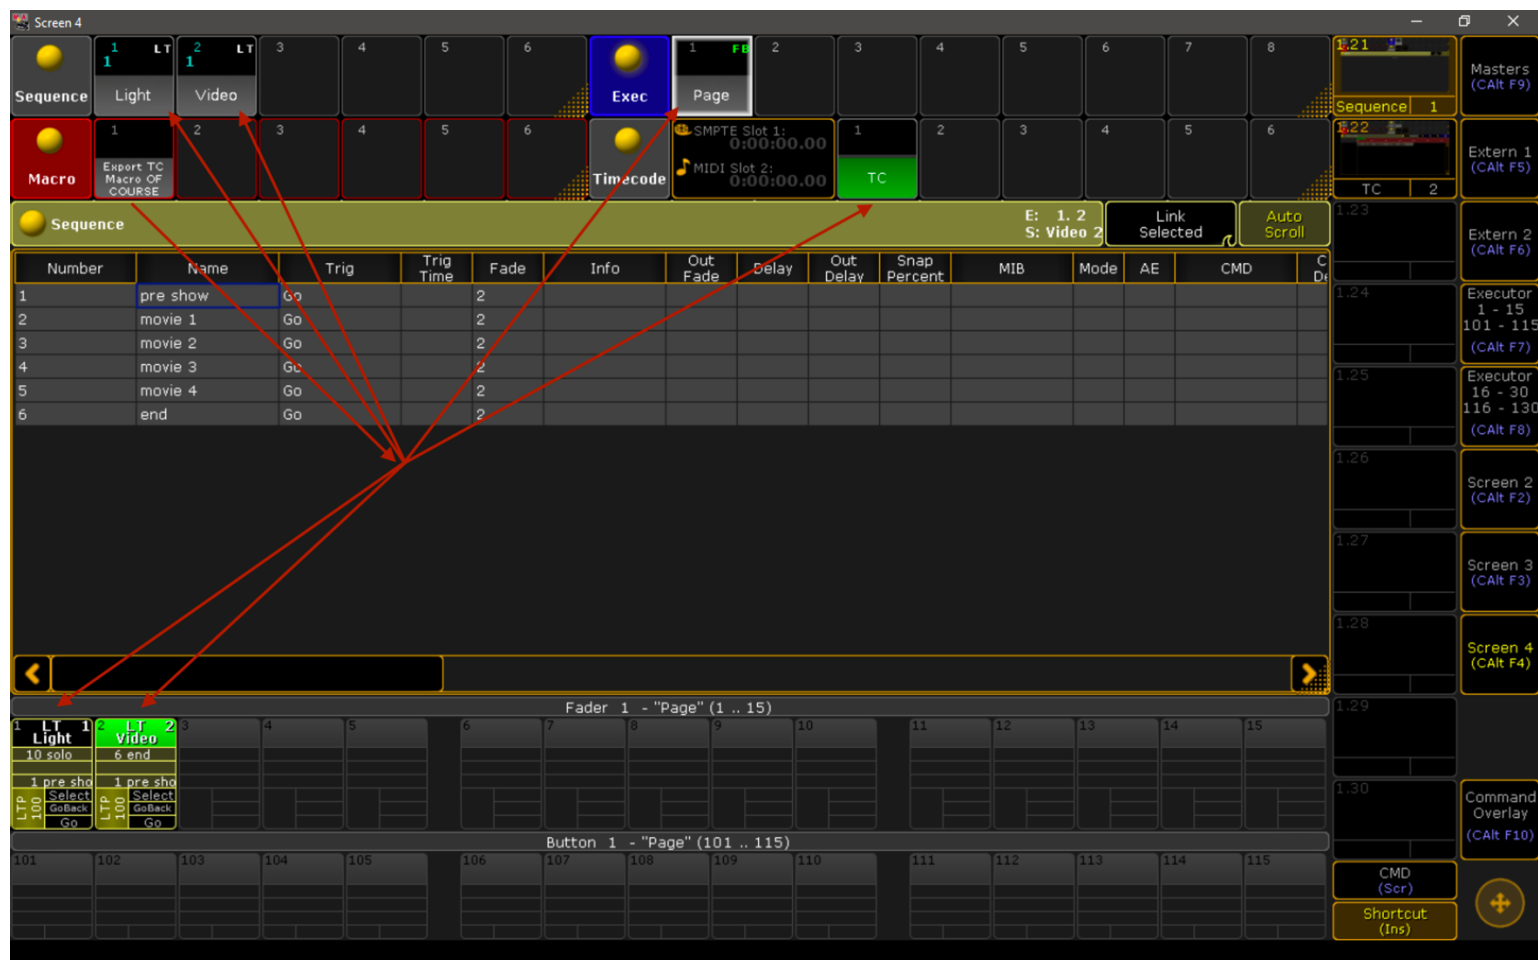 Screen 4
1 LT 2 LT 3 4 5 6 1 FB 2 3 4 5 6 7 8 1.21
1 1
Sequence Light Video Exec Page Sequence 1
Masters
(CAlt F9)
1 2 3 4 5 6 SMPTE Slot 1: 1 2 3 4 5 6 1.22
0:00:00.00
Macro Export TC Macro OF COURSE Timecode MIDI Slot 2: TC TC 2
0:00:00.00
Extern 1
(CAlt F5)
Sequence E: 1. 2 Link Auto 1.23
S: Video 2 Selected Scroll
Extern 2
(CAlt F6)
Number Name Trig Trig Time Fade Info Out Fade Delay Out Delay Snap Percent MIB Mode AE CMD C De
1 pre show Go 2
2 movie 1 Go 2
3 movie 2 Go 2
4 movie 3 Go 2
5 movie 4 Go 2
6 end Go 2
1.24
Executor
1 - 15
101 - 115
(CAlt F7)
1.25
Executor
16 - 30
116 - 130
(CAlt F8)
1.26
Screen 2
(CAlt F2)
1.27
Screen 3
(CAlt F3)
1.28
Screen 4
(CAlt F4)
Fader 1 - "Page" (1 .. 15)
1.29
1 LT 1 2 LT 2 3 4 5 6 7 8 9 10 11 12 13 14 15
Light Video
10 solo 6 end
1 pre sho 1 pre sho
LTP 100 Select LTP 100 Select
GoBack GoBack
Go Go
1.30
Command
Overlay
(CAlt F10)
Button 1 - "Page" (101 .. 115)
101 102 103 104 105 106 107 108 109 110 111 112 113 114 115
CMD
(Scr)
Shortcut
(Ins)